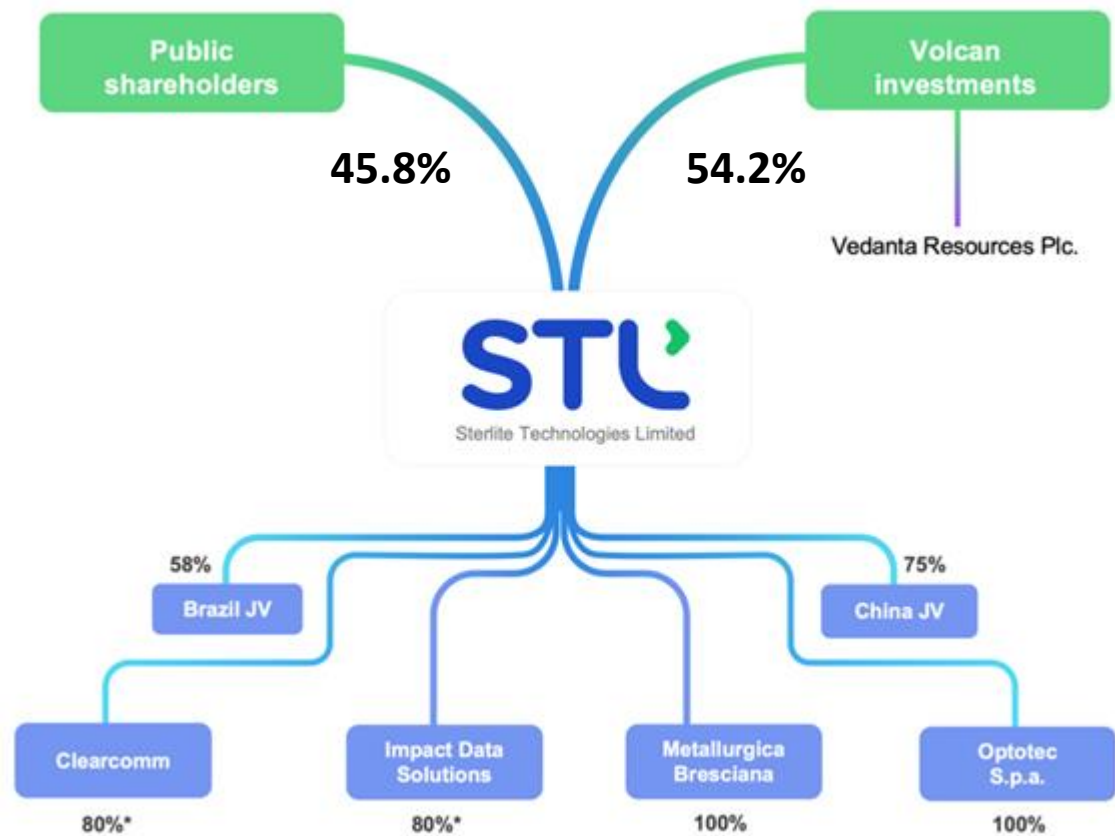 Public
shareholders
Volcan
investments
45.8%
54.2%
Vedanta Resources Plc.
STL
Sterlite Technologies Limited
58%
Brazil JV
75%
China JV
Clearcomm
80%*
Impact Data
Solutions
80%*
Metallurgica
Bresciana
100%
Optotec
S.p.a.
100%